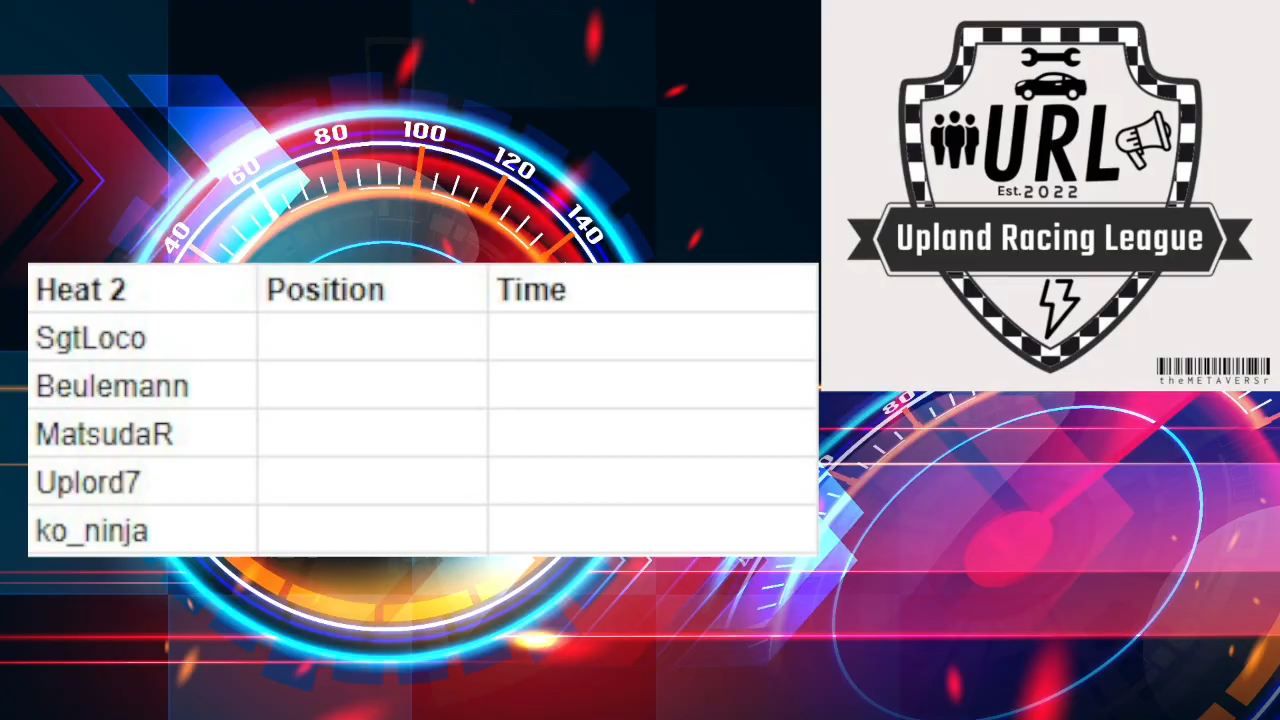 40 60 80 100 120 140
URL
Est.2022
Upland Racing League
theMETAVERSr
Heat 2 Position Time
SgtLoco
Beulemann
MatsudaR
Uplord7
ko_ninja
80